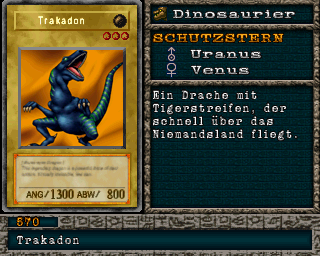 Trakadon
ANG/ 1300 ABW/ 800
Dinosaurier
SCHUTZSTERN
Uranus
Venus
Ein Drache mit
Tigerstreifen, der
schnell über das
Niemandsland fliegt.
570
Trakadon